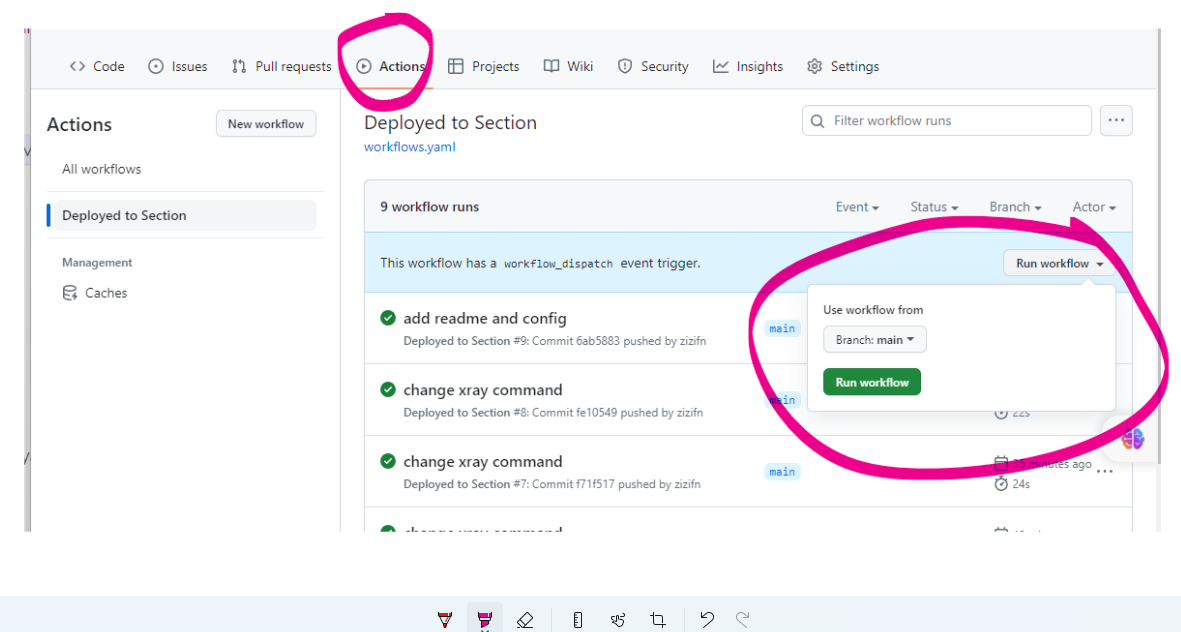 Code Issues Pull requests Actions Projects Wiki Security Insights Settings
Actions
New workflow
All workflows
Deployed to Section
Management
Caches
Deployed to Section
workflows.yaml
Filter workflow runs
9 workflow runs
Event Status Branch Actor
This workflow has a workflow_dispatch event trigger.
Run workflow
Use workflow from
Branch: main
Run workflow
add readme and config
Deployed to Section #9: Commit 6ab5883 pushed by zizifn
main
change xray command
Deployed to Section #8: Commit fe10549 pushed by zizifn
main
22s
change xray command
Deployed to Section #7: Commit f71f517 pushed by zizifn
main
35 minutes ago
24s
change xray command